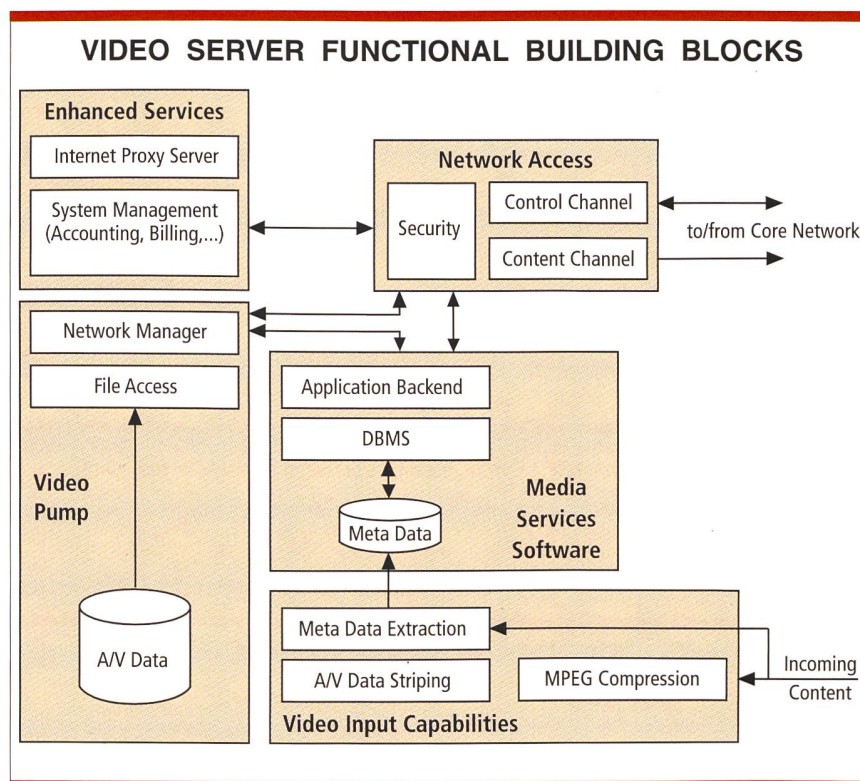 VIDEO SERVER FUNCTIONAL BUILDING BLOCKS
Enhanced Services
Internet Proxy Server
System Management
(Accounting, Billing,...)
Network Access
Security
Control Channel
Content Channel
to/from Core Network
Network Manager
File Access
Video
Pump
A/V Data
Application Backend
DBMS
Meta Data
Media
Services
Software
Meta Data Extraction
A/V Data Striping
MPEG Compression
Video Input Capabilities
Incoming
Content